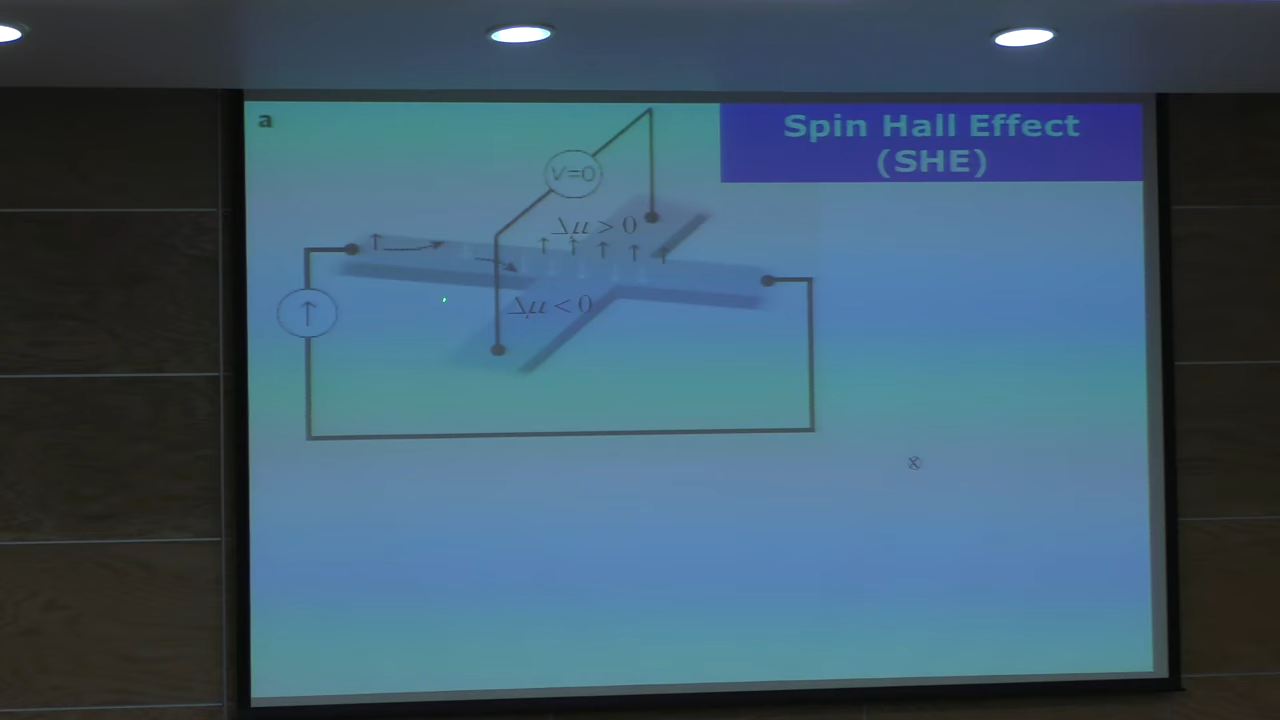 a
Spin Hall Effect
(SHE)
V=0
Δμ > 0
Δμ < 0